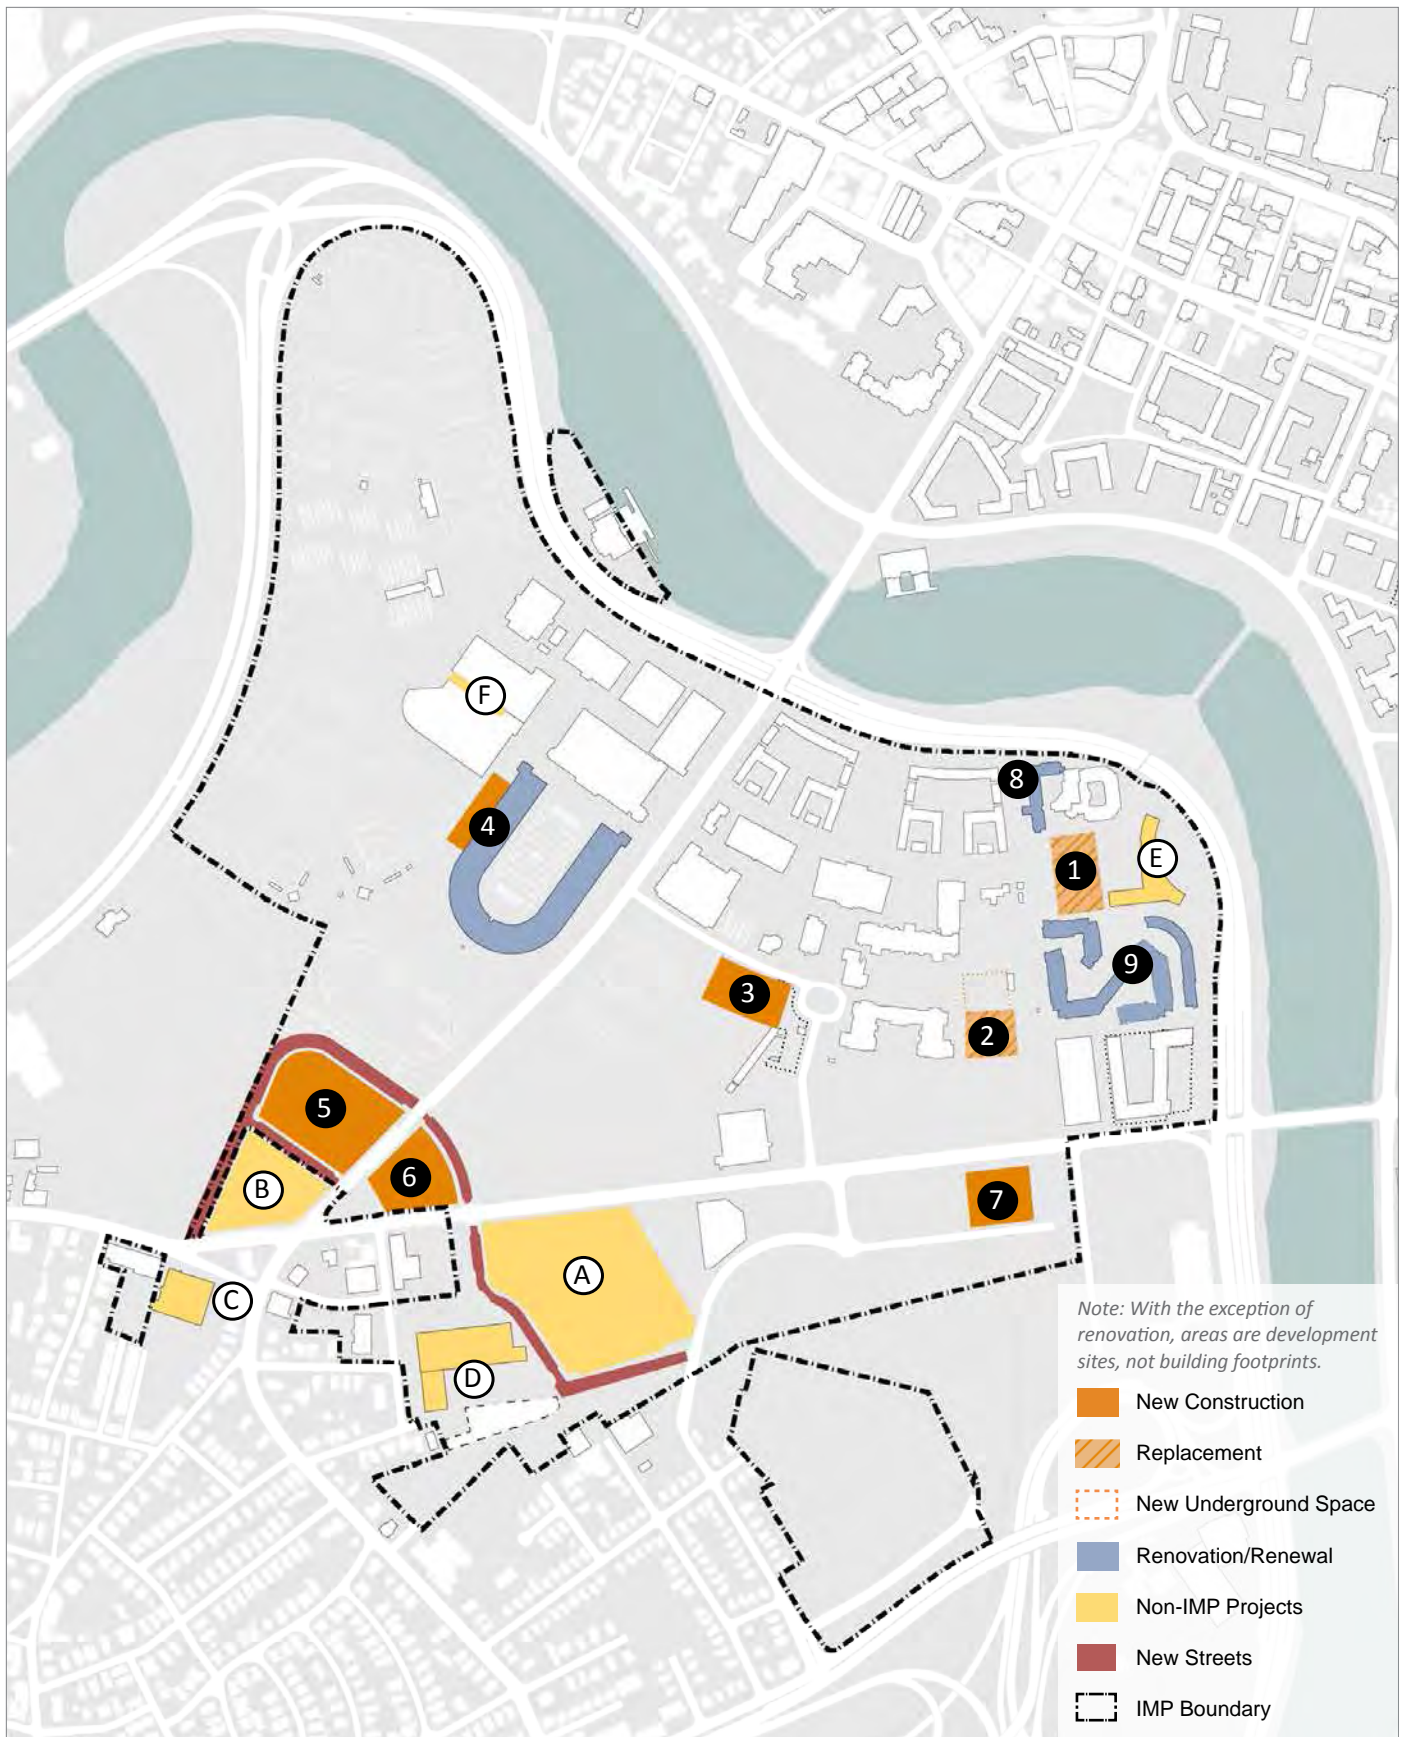 F
8
4
1
E
9
3
2
5
6
B
7
A
C
D
Note: With the exception of
renovation, areas are development
sites, not building footprints.
New Construction
Replacement
New Underground Space
Renovation/Renewal
Non-IMP Projects
New Streets
IMP Boundary